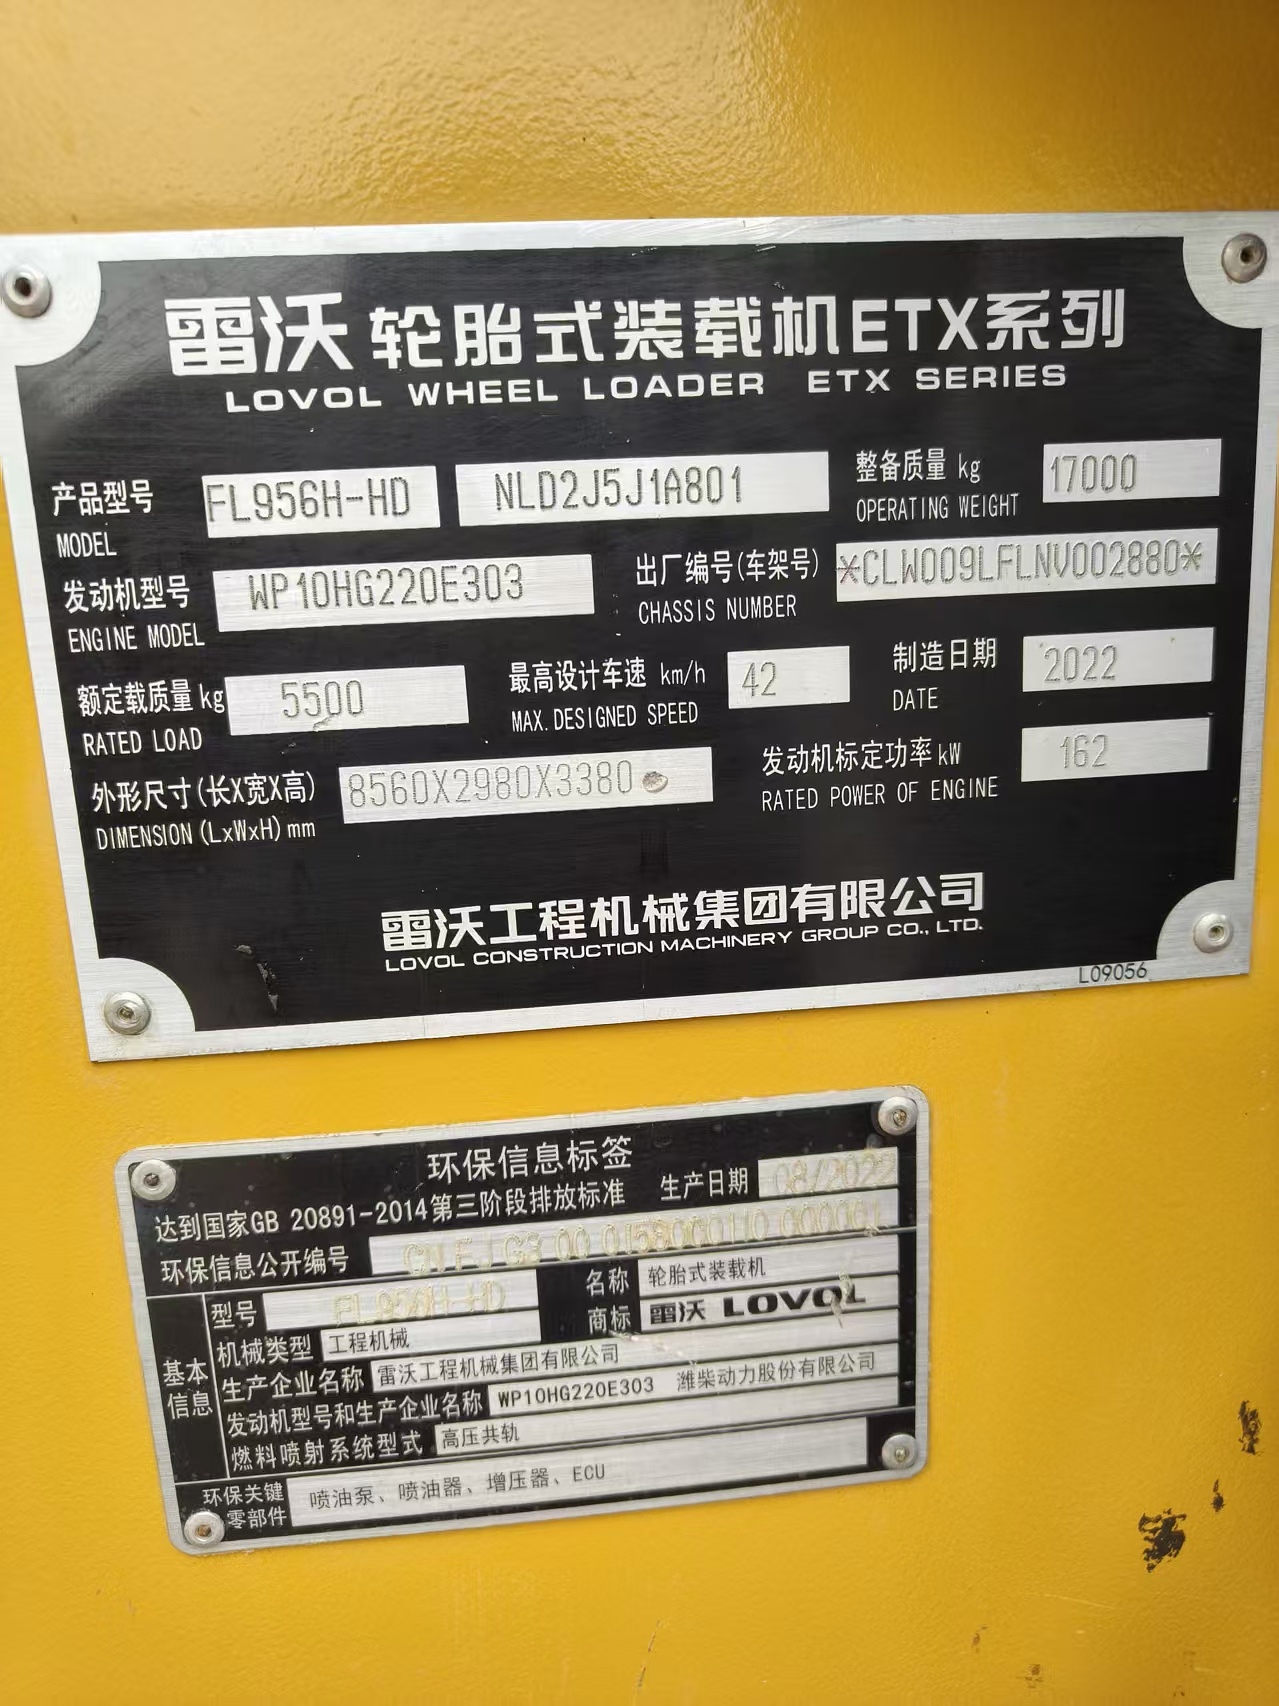 雷沃 轮胎式装载机ETX系列
LOVOL WHEEL LOADER ETX SERIES
产品型号 FL956H-HD NLD2J5J1A801 整备质量 kg 17000
MODEL OPERATING WEIGHT
发动机型号 WP10HG220E303 出厂编号(车架号) *CLW009LFLNV002880*
ENGINE MODEL CHASSIS NUMBER
额定载质量 kg 5500 最高设计车速 km/h 42 制造日期 2022
RATED LOAD MAX. DESIGNED SPEED DATE
外形尺寸(长X宽X高) 8560X2980X3380 发动机标定功率 kW 162
DIMENSION (LxWxH) mm RATED POWER OF ENGINE
雷沃工程机械集团有限公司
LOVOL CONSTRUCTION MACHINERY GROUP CO., LTD.
L09056
环保信息标签
达到国家GB 20891-2014第三阶段排放标准 生产日期 08/2022
环保信息公开编号
基本信息
型号 FL956H-HD 名称 轮胎式装载机
机械类型 工程机械 商标 雷沃 LOVOL
生产企业名称 雷沃工程机械集团有限公司
发动机型号和生产企业名称 WP10HG220E303 潍柴动力股份有限公司
燃料喷射系统型式 高压共轨
环保关键零部件 喷油泵、喷油器、增压器、ECU